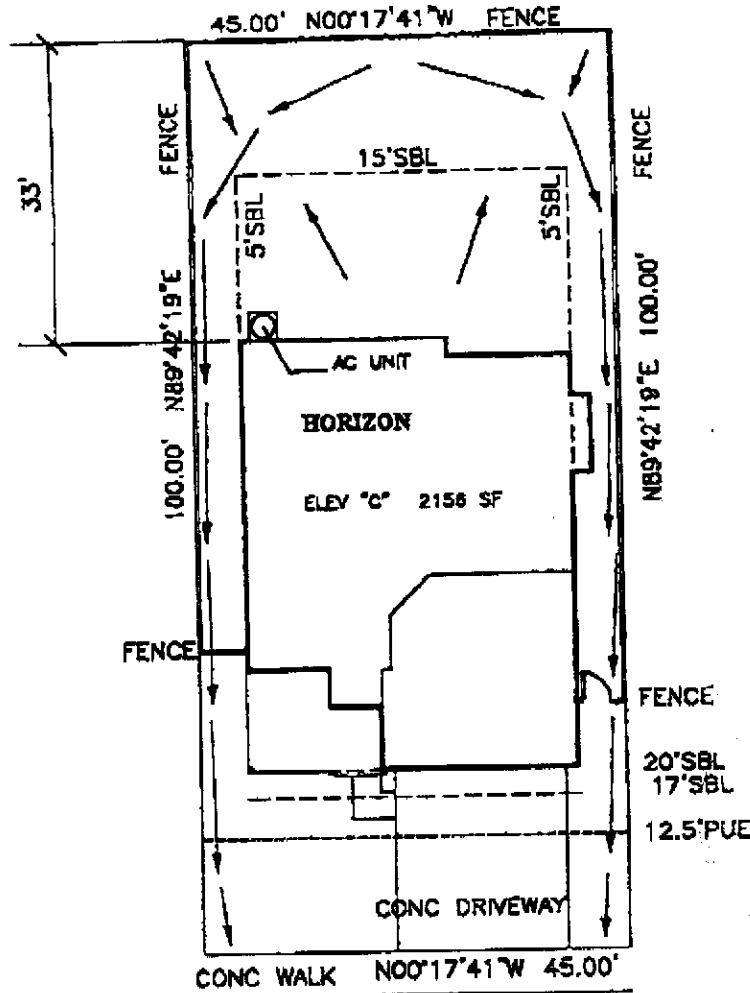 45.00' N00°17'41"W FENCE
FENCE
FENCE
15'SBL
33'
5'SBL
5'SBL
100.00' N89°42'19"E
N89°42'19"E 100.00'
AC UNIT
HORIZON
ELEV "C" 2156 SF
FENCE
FENCE
20'SBL
17'SBL
12.5'PUE
CONC DRIVEWAY
CONC WALK N00°17'41"W 45.00'